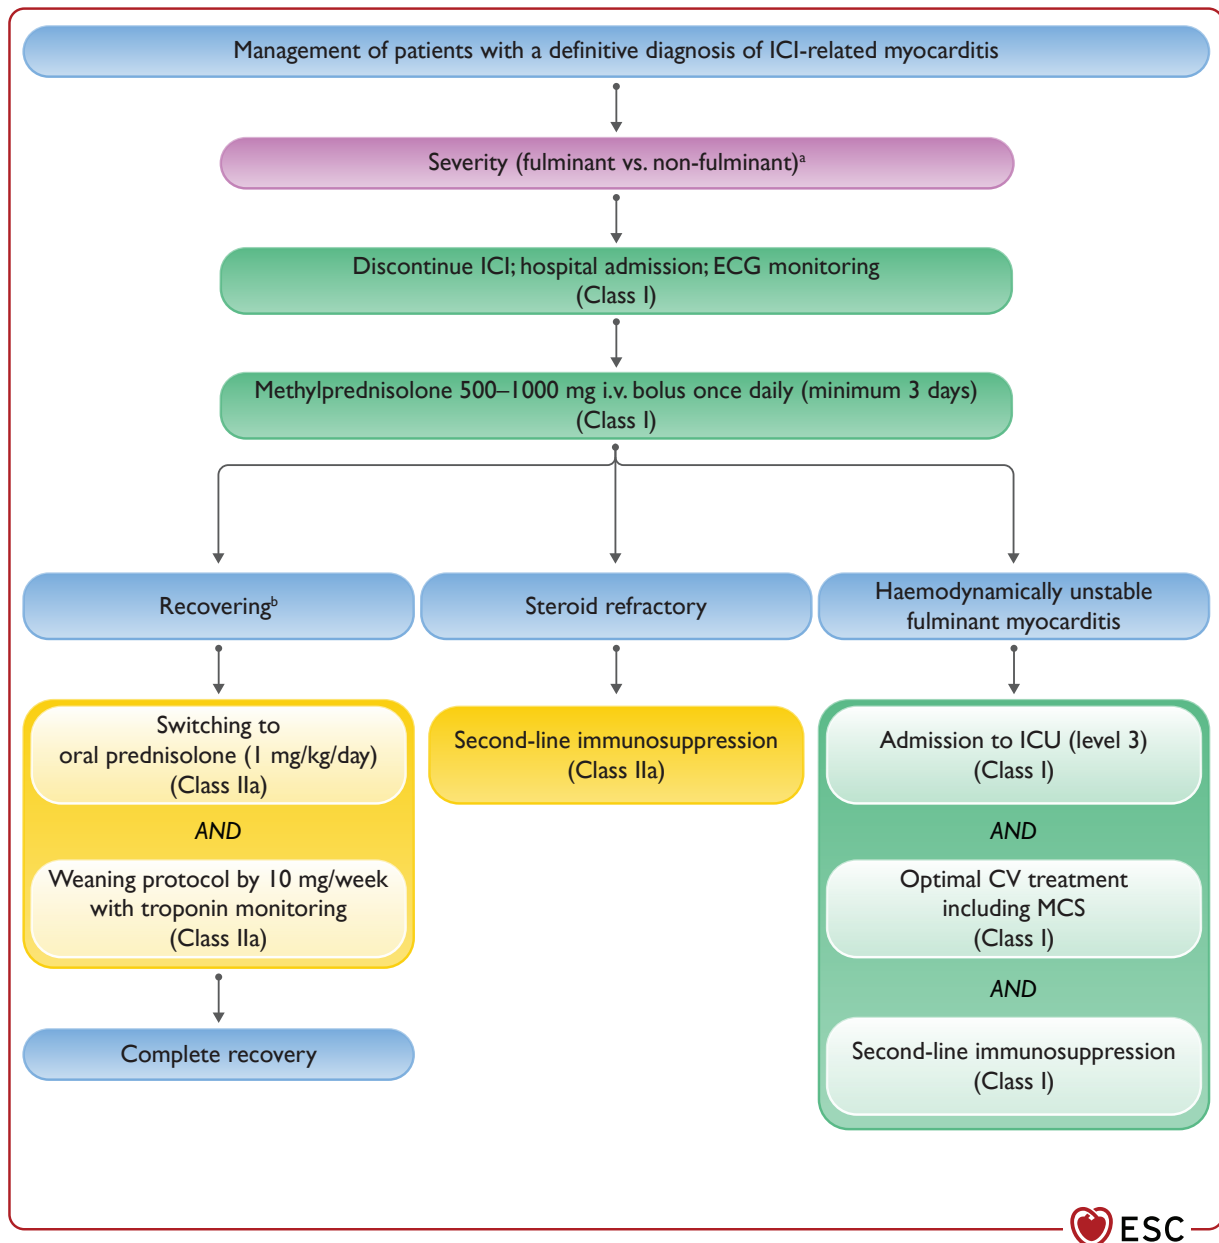 Management of patients with a definitive diagnosis of ICI-related myocarditis
Severity (fulminant vs. non-fulminant)ᵃ
Discontinue ICI; hospital admission; ECG monitoring
(Class I)
Methylprednisolone 500–1000 mg i.v. bolus once daily (minimum 3 days)
(Class I)
Recoveringᵇ
Switching to
oral prednisolone (1 mg/kg/day)
(Class IIa)
AND
Weaning protocol by 10 mg/week
with troponin monitoring
(Class IIa)
Complete recovery
Steroid refractory
Second-line immunosuppression
(Class IIa)
Haemodynamically unstable
fulminant myocarditis
Admission to ICU (level 3)
(Class I)
AND
Optimal CV treatment
including MCS
(Class I)
AND
Second-line immunosuppression
(Class I)
ESC